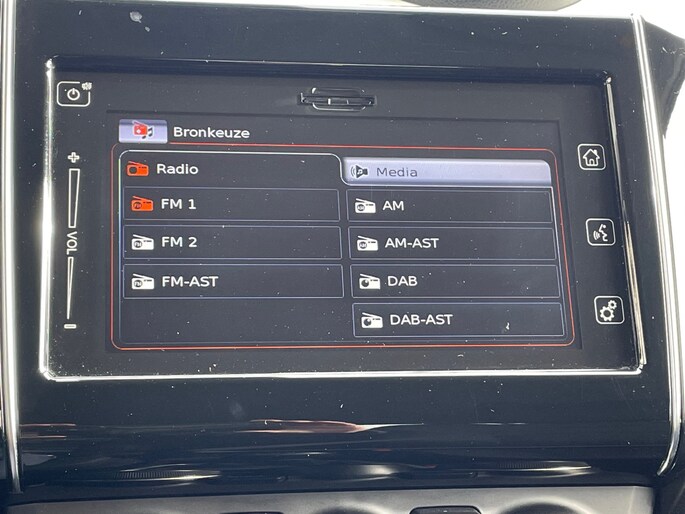 Bronkeuze
Radio
Media
FM 1
AM
FM 2
AM-AST
FM-AST
DAB
DAB-AST
+
VOL
−